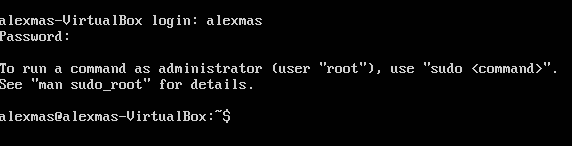 alexmas-VirtualBox login: alexmas
Password:
To run a command as administrator (user "root"), use "sudo <command>".
See "man sudo_root" for details.
alexmas@alexmas-VirtualBox:~$